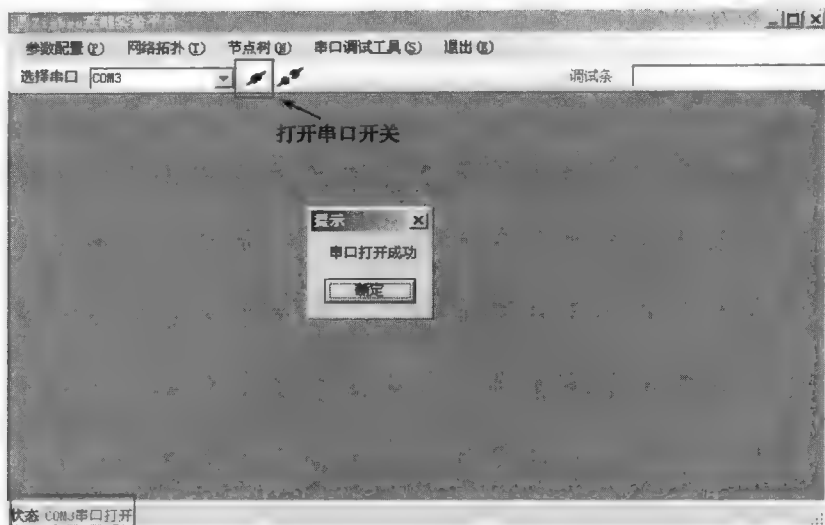 参数配置(P) 网络拓扑(T) 节点树(N) 串口调试工具(S) 退出(E)
选择串口 COM3 调试条
打开串口开关
提示
串口打开成功
确定
状态 COM3串口打开